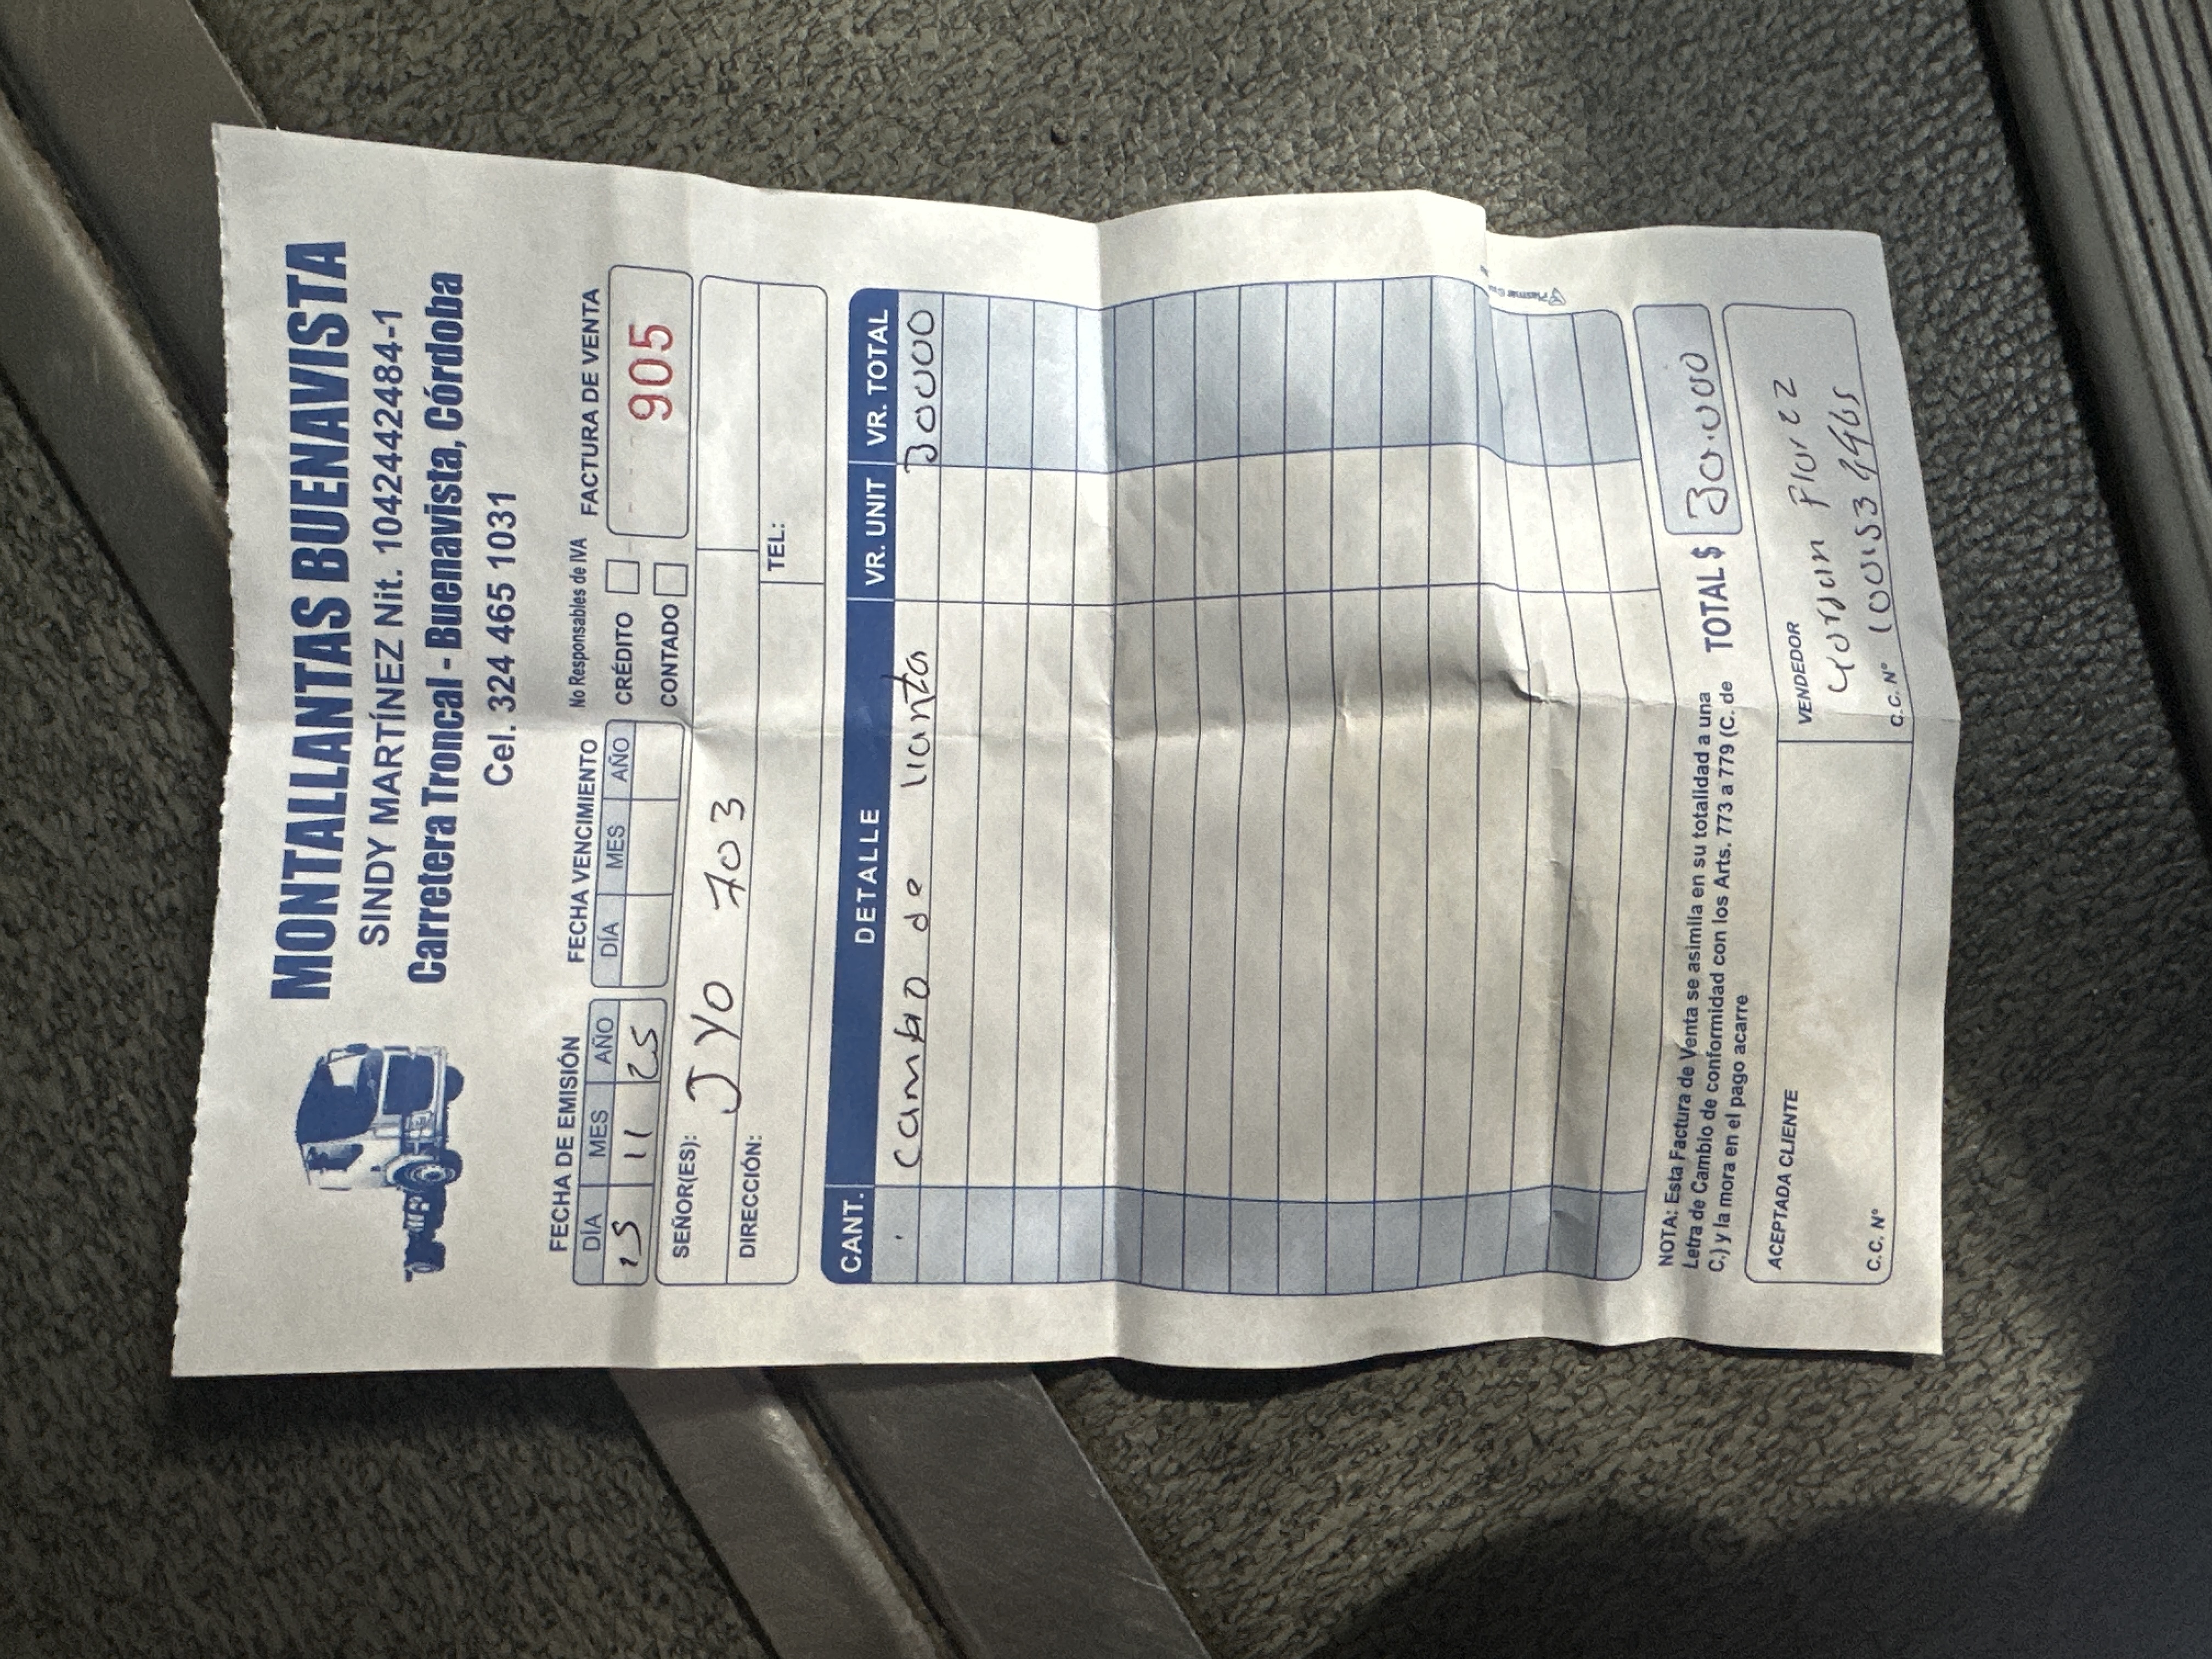 MONTALLANTAS BUENAVISTA
SINDY MARTÍNEZ Nit. 1042442484-1
Carretera Troncal - Buenavista, Córdoba
Cel. 324 465 1031
FECHA DE EMISIÓN
DÍA MES AÑO
15 11 25
FECHA VENCIMIENTO
DÍA MES AÑO
No Responsables de IVA
CRÉDITO
CONTADO
FACTURA DE VENTA
905
SEÑOR(ES): JYO 703
DIRECCIÓN:
TEL:
CANT. DETALLE VR. UNIT VR. TOTAL
cambio de llanta 30000
NOTA: Esta Factura de Venta se asimila en su totalidad a una
Letra de Cambio de conformidad con los Arts. 773 a 779 (C. de
C.) y la mora en el pago acarre
TOTAL $ 30.000
ACEPTADA CLIENTE
C.C. N°
VENDEDOR
Yordan Florez
C.C. N°